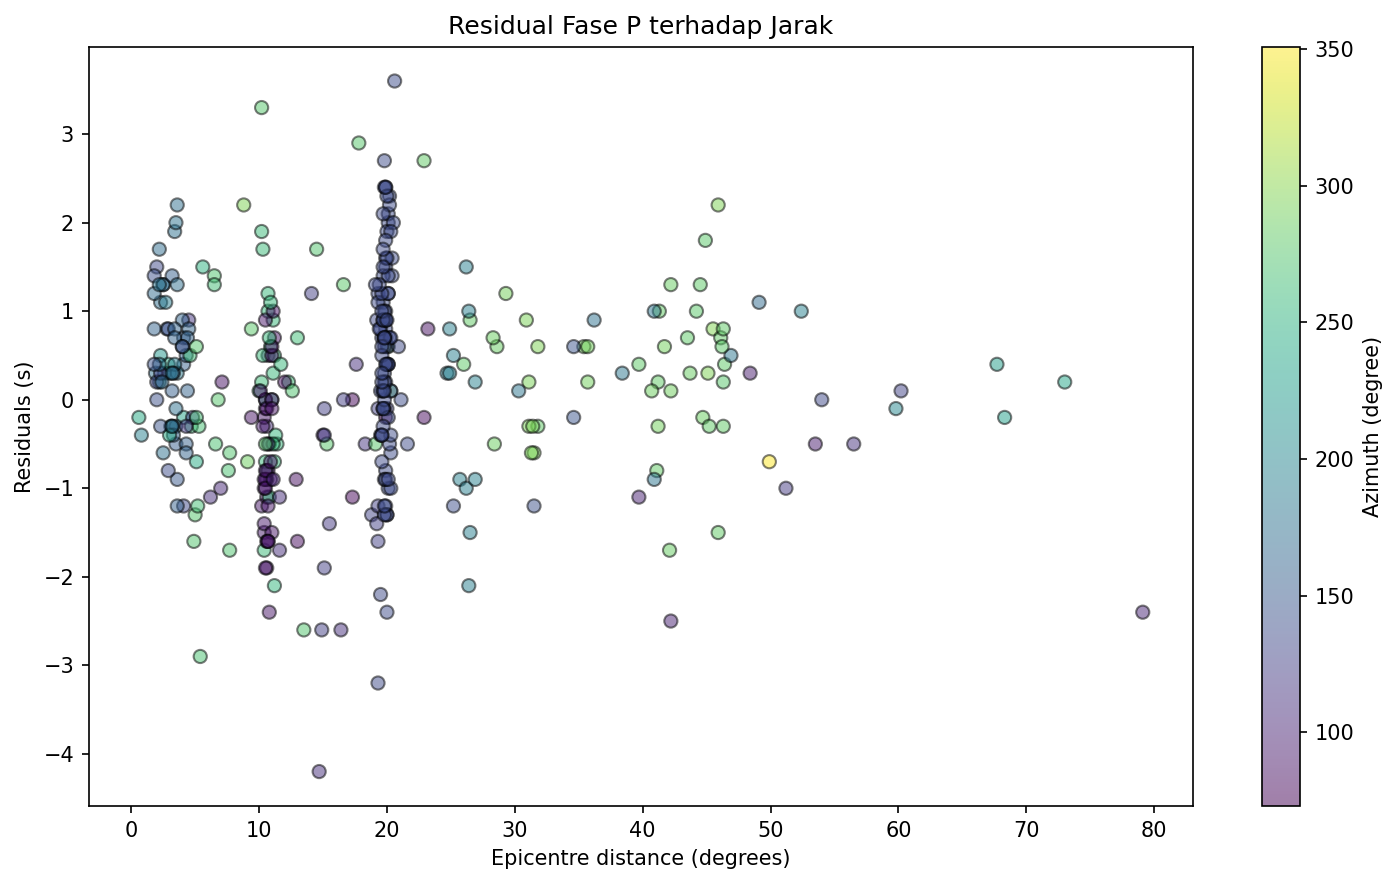 Residual Fase P terhadap Jarak
Residuals (s)
3
2
1
0
−1
−2
−3
−4
0 10 20 30 40 50 60 70 80
Epicentre distance (degrees)
350
300
250
200
150
100
Azimuth (degree)